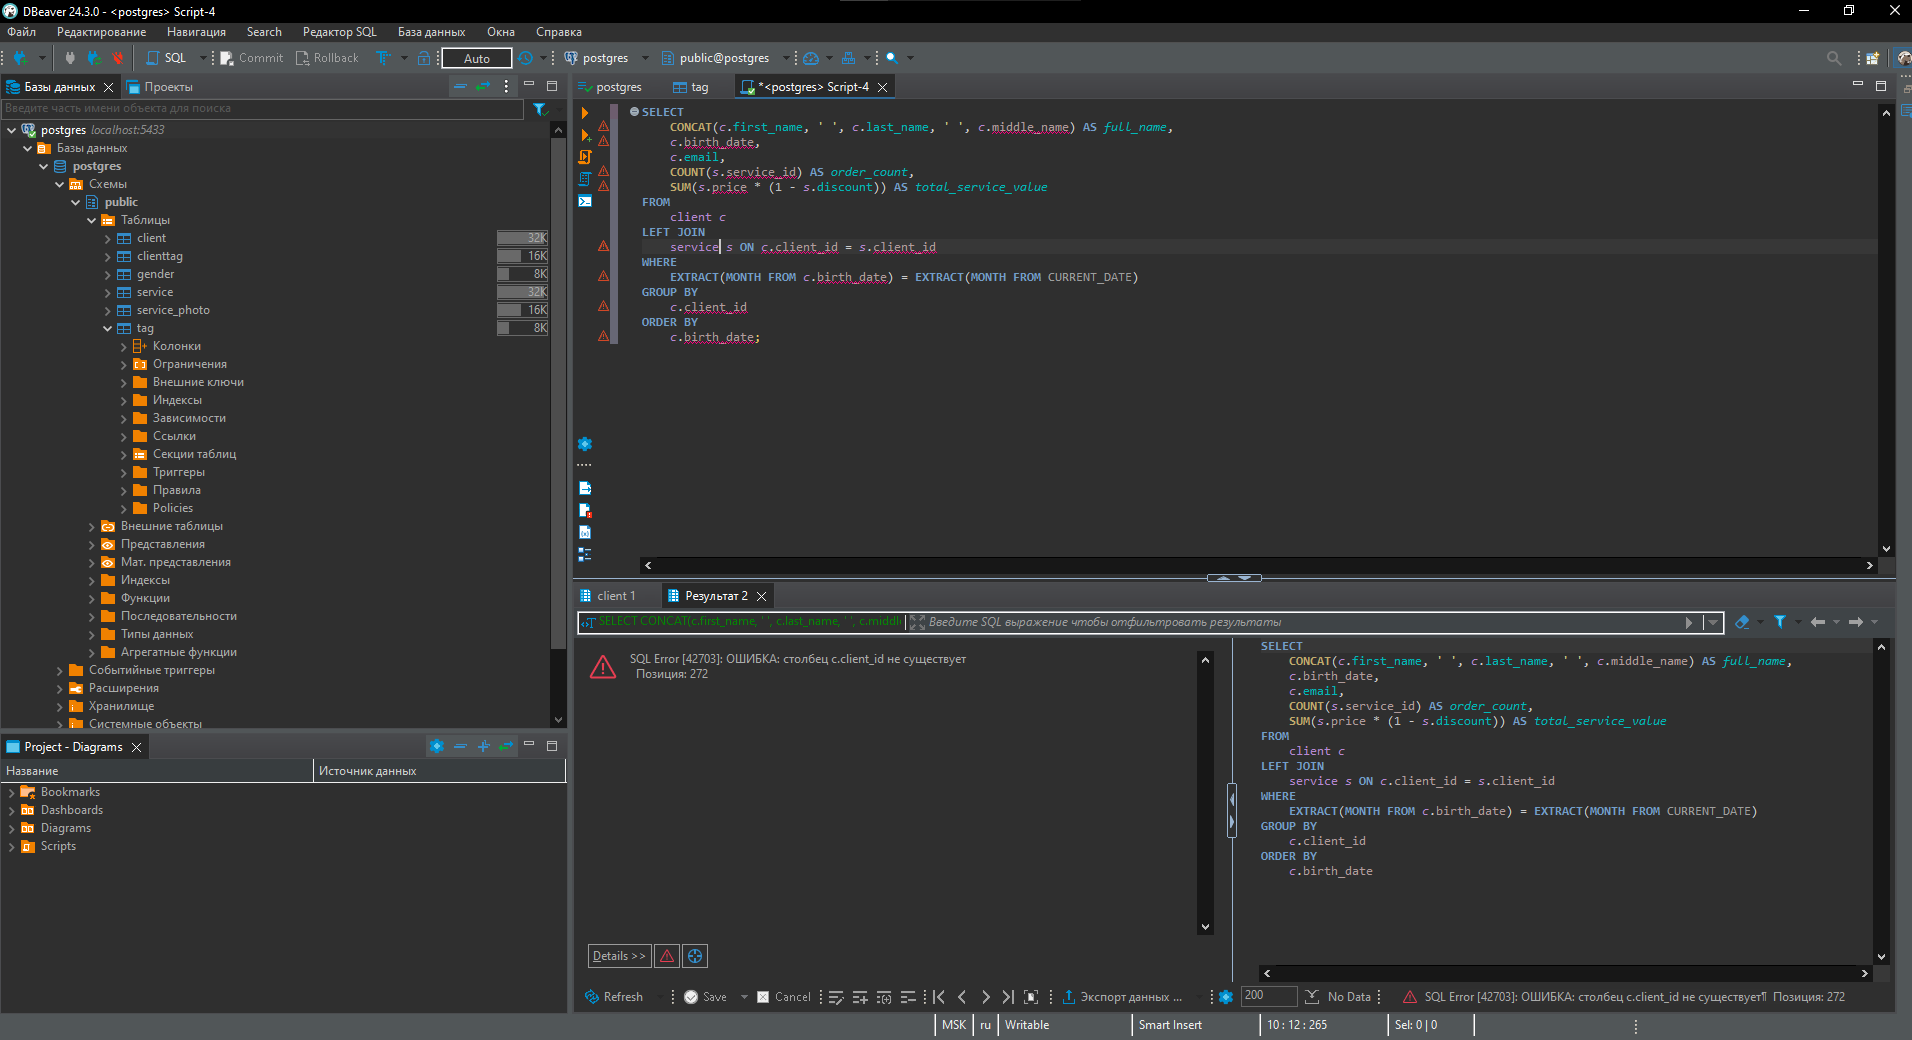 DBeaver 24.3.0 - <postgres> Script-4
Файл Редактирование Навигация Search Редактор SQL База данных Окна Справка
SQL Commit Rollback Auto postgres public@postgres
Базы данных Проекты
Введите часть имени объекта для поиска
postgres localhost:5433
Базы данных
postgres
Схемы
public
Таблицы
client 32K
clienttag 16K
gender 8K
service 32K
service_photo 16K
tag 8K
Колонки
Ограничения
Внешние ключи
Индексы
Зависимости
Ссылки
Секции таблиц
Триггеры
Правила
Policies
Внешние таблицы
Представления
Мат. представления
Индексы
Функции
Последовательности
Типы данных
Агрегатные функции
Событийные триггеры
Расширения
Хранилище
Системные объекты
Project - Diagrams
Название Источник данных
Bookmarks
Dashboards
Diagrams
Scripts
postgres tag *<postgres> Script-4
SELECT
CONCAT(c.first_name, ' ', c.last_name, ' ', c.middle_name) AS full_name,
c.birth_date,
c.email,
COUNT(s.service_id) AS order_count,
SUM(s.price * (1 - s.discount)) AS total_service_value
FROM
client c
LEFT JOIN
service s ON c.client_id = s.client_id
WHERE
EXTRACT(MONTH FROM c.birth_date) = EXTRACT(MONTH FROM CURRENT_DATE)
GROUP BY
c.client_id
ORDER BY
c.birth_date;
client 1 Результат 2
SELECT CONCAT(c.first_name, ' ', c.last_name, ' ', c.middl Введите SQL выражение чтобы отфильтровать результаты
SQL Error [42703]: ОШИБКА: столбец c.client_id не существует
Позиция: 272
Details >>
SELECT
CONCAT(c.first_name, ' ', c.last_name, ' ', c.middle_name) AS full_name,
c.birth_date,
c.email,
COUNT(s.service_id) AS order_count,
SUM(s.price * (1 - s.discount)) AS total_service_value
FROM
client c
LEFT JOIN
service s ON c.client_id = s.client_id
WHERE
EXTRACT(MONTH FROM c.birth_date) = EXTRACT(MONTH FROM CURRENT_DATE)
GROUP BY
c.client_id
ORDER BY
c.birth_date
Refresh Save Cancel Экспорт данных ... 200 No Data SQL Error [42703]: ОШИБКА: столбец c.client_id не существует¶ Позиция: 272
MSK ru Writable Smart Insert 10 : 12 : 265 Sel: 0 | 0